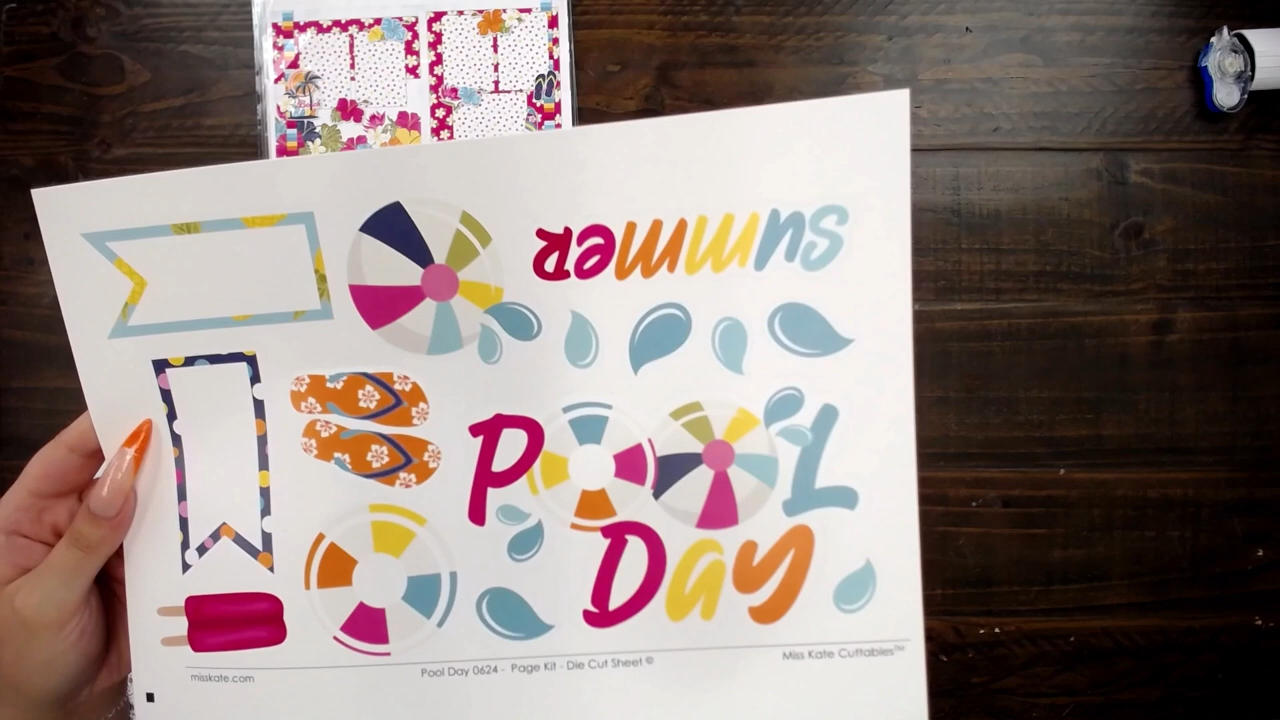 summer
POOL
Day
misskate.com
Pool Day 0624 - Page Kit - Die Cut Sheet ©
Miss Kate Cuttables™